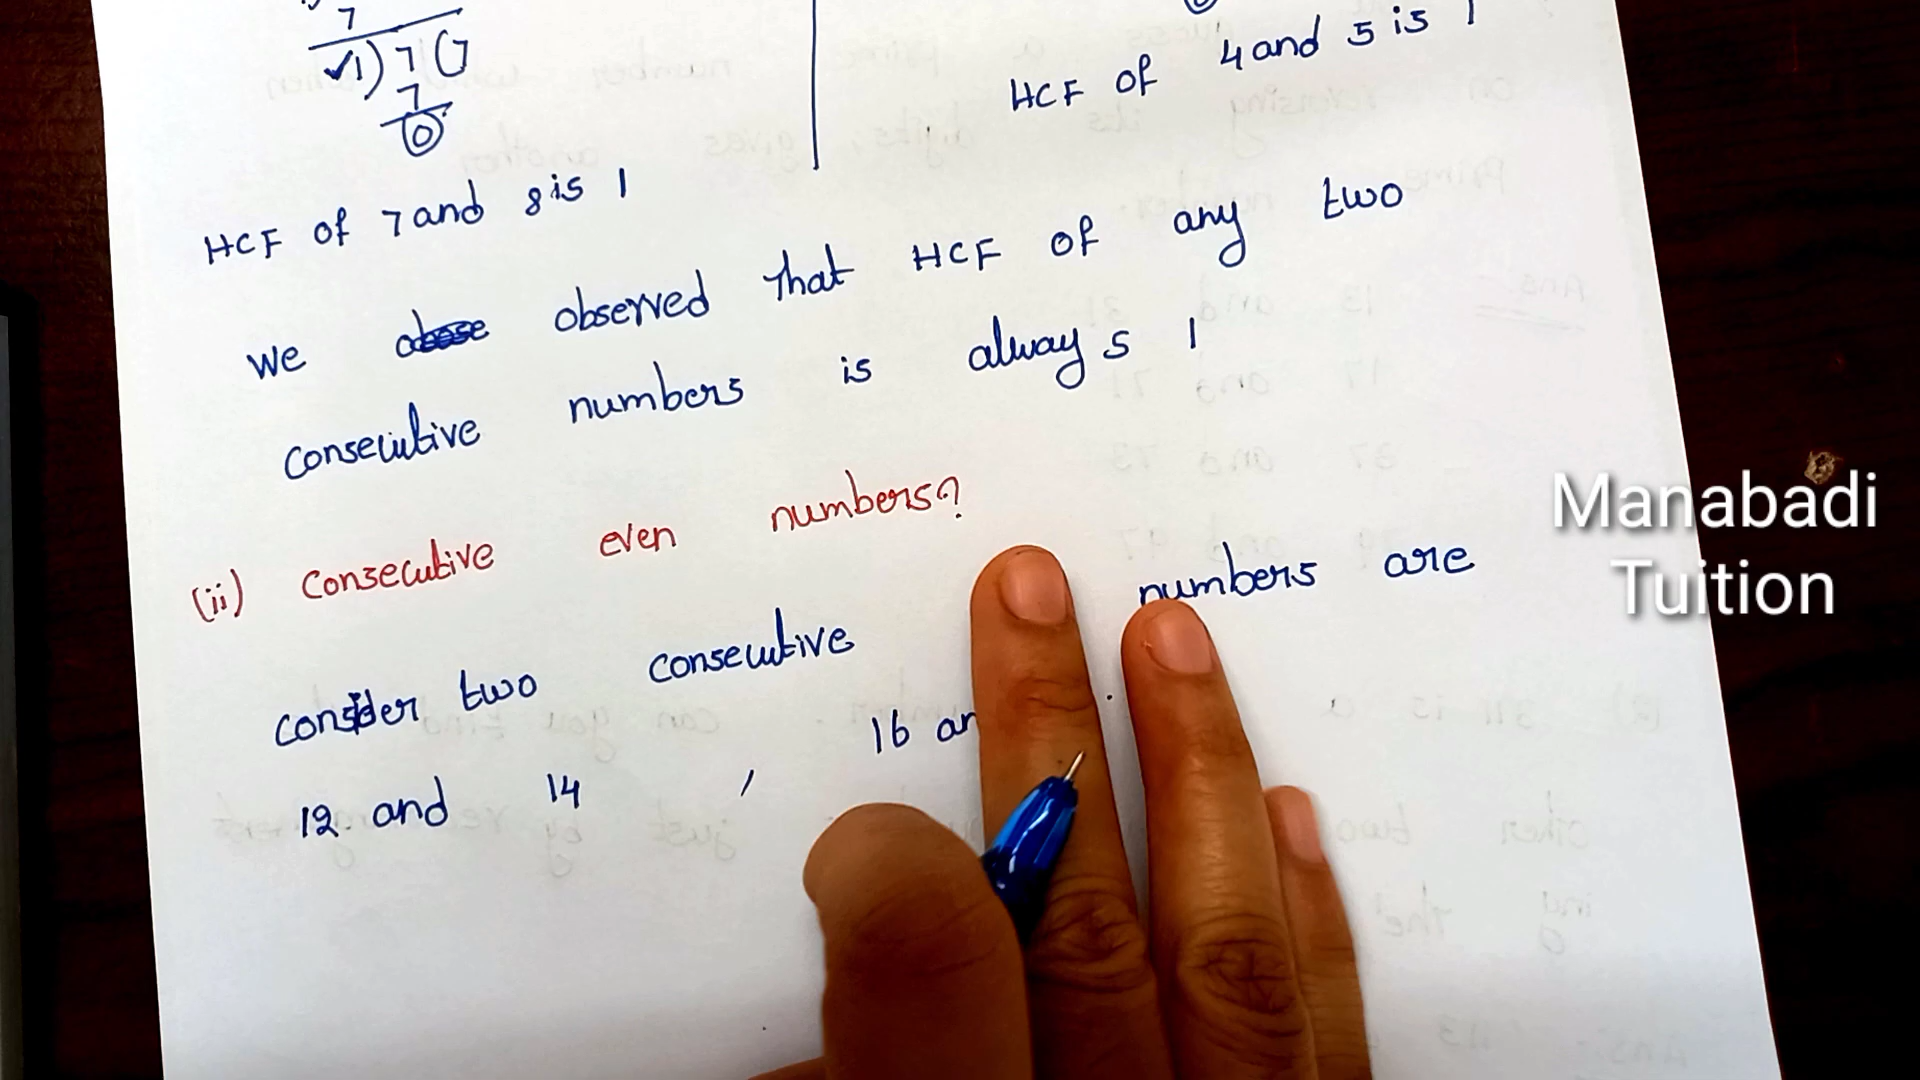 7
1) 7 (7
7
0
HCF of 4 and 5 is 1
HCF of 7 and 8 is 1
We observed that HCF of any two
consecutive numbers is always 1
(ii) Consecutive even numbers?
consider two consecutive numbers are
12 and 14 , 16
Manabadi
Tuition